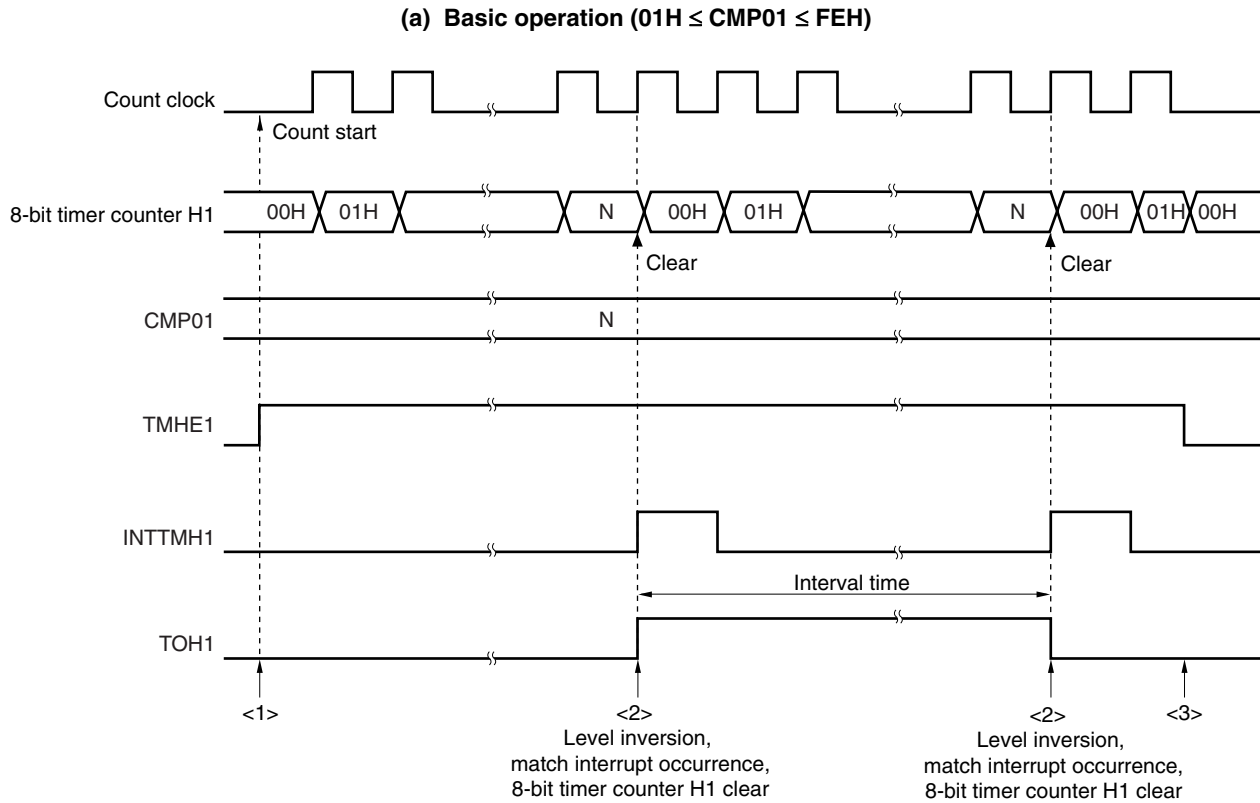 (a) Basic operation (01H ≤ CMP01 ≤ FEH)
Count clock
Count start
8-bit timer counter H1
00H 01H N 00H 01H N 00H 01H 00H
Clear Clear
CMP01 N
TMHE1
INTTMH1
Interval time
TOH1
<1> <2> <2> <3>
Level inversion,
match interrupt occurrence,
8-bit timer counter H1 clear
Level inversion,
match interrupt occurrence,
8-bit timer counter H1 clear